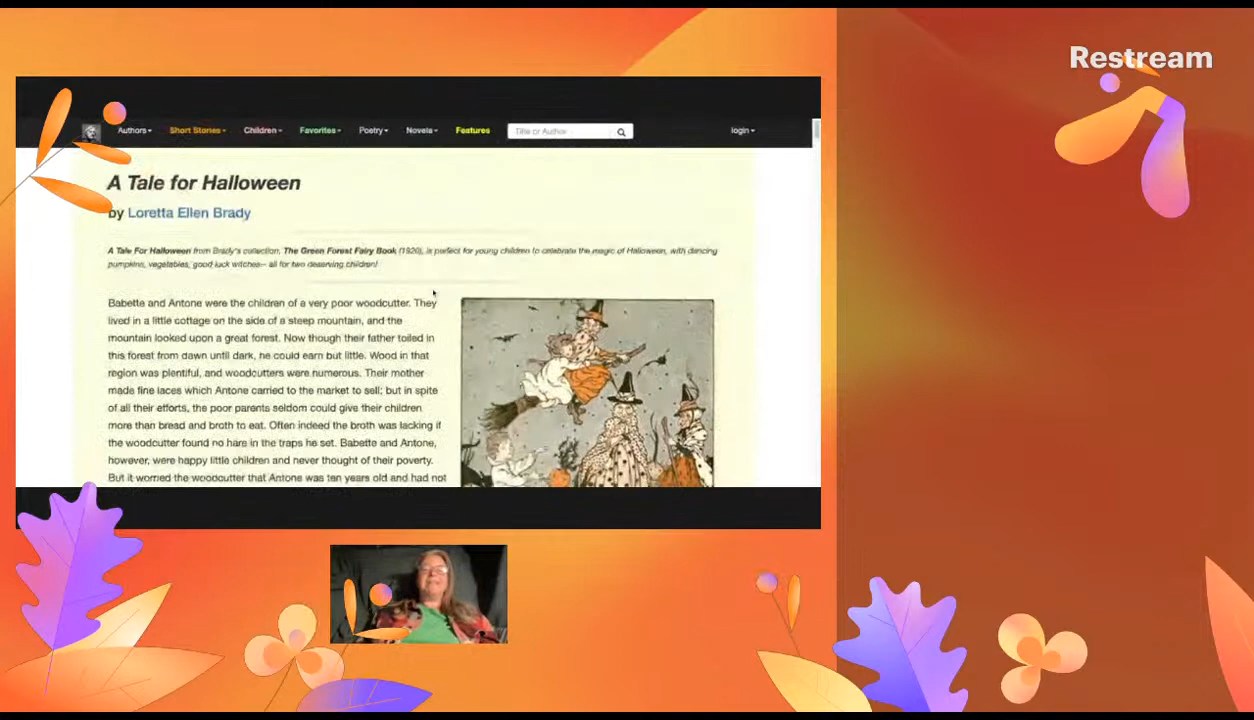 Restream
Authors
Short Stories
Children
Favorites
Poetry
Novels
Features
Title or Author
login
A Tale for Halloween
by Loretta Ellen Brady
A Tale For Halloween from Brady's collection, The Green Forest Fairy Book (1920), is perfect for young children to celebrate the magic of Halloween, with dancing
pumpkins, vegetables, good-luck witches-- all for two deserving children!
Babette and Antone were the children of a very poor woodcutter. They
lived in a little cottage on the side of a steep mountain, and the
mountain looked upon a great forest. Now though their father toiled in
this forest from dawn until dark, he could earn but little. Wood in that
region was plentiful, and woodcutters were numerous. Their mother
made fine laces which Antone carried to the market to sell; but in spite
of all their efforts, the poor parents seldom could give their children
more than bread and broth to eat. Often indeed the broth was lacking if
the woodcutter found no hare in the traps he set. Babette and Antone,
however, were happy little children and never thought of their poverty.
But it worried the woodcutter that Antone was ten years old and had not